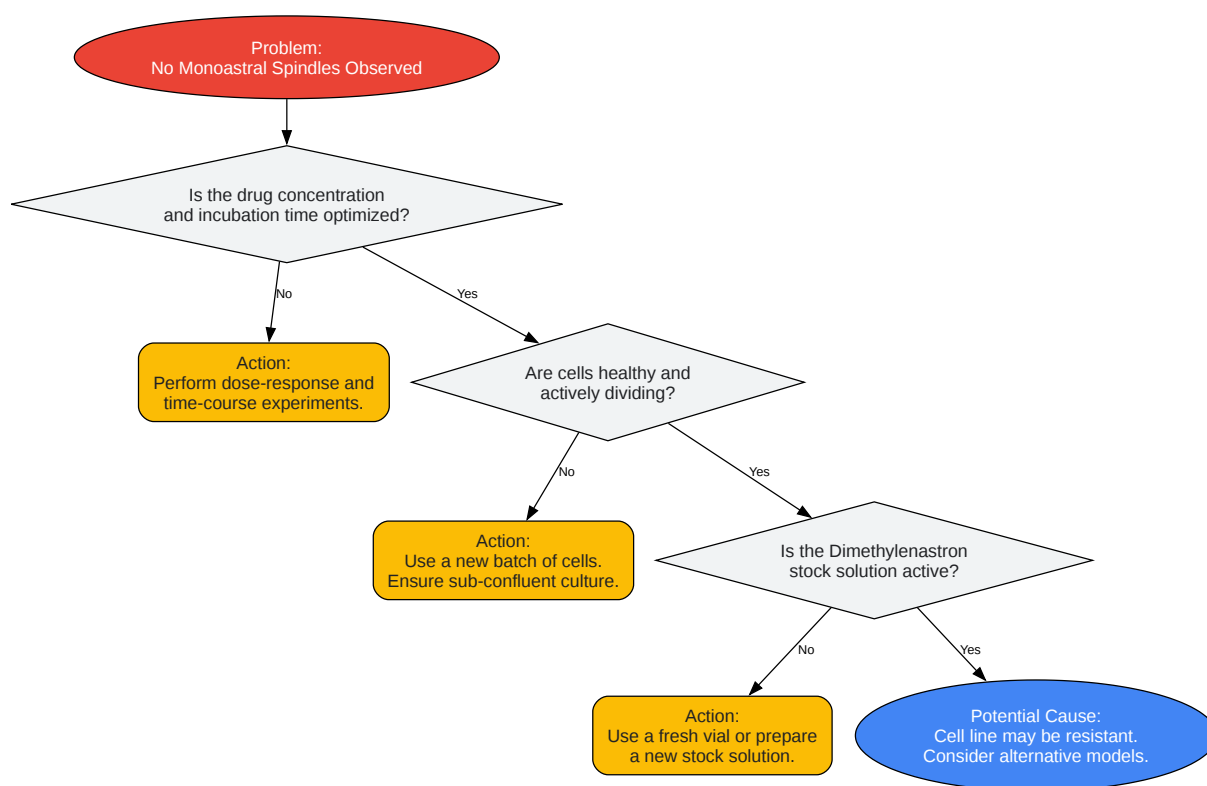 Problem:
No Monoastral Spindles Observed
Is the drug concentration
and incubation time optimized?
No
Yes
Action:
Perform dose-response and
time-course experiments.
Are cells healthy and
actively dividing?
No
Yes
Action:
Use a new batch of cells.
Ensure sub-confluent culture.
Is the Dimethylenastron
stock solution active?
No
Yes
Action:
Use a fresh vial or prepare
a new stock solution.
Potential Cause:
Cell line may be resistant.
Consider alternative models.